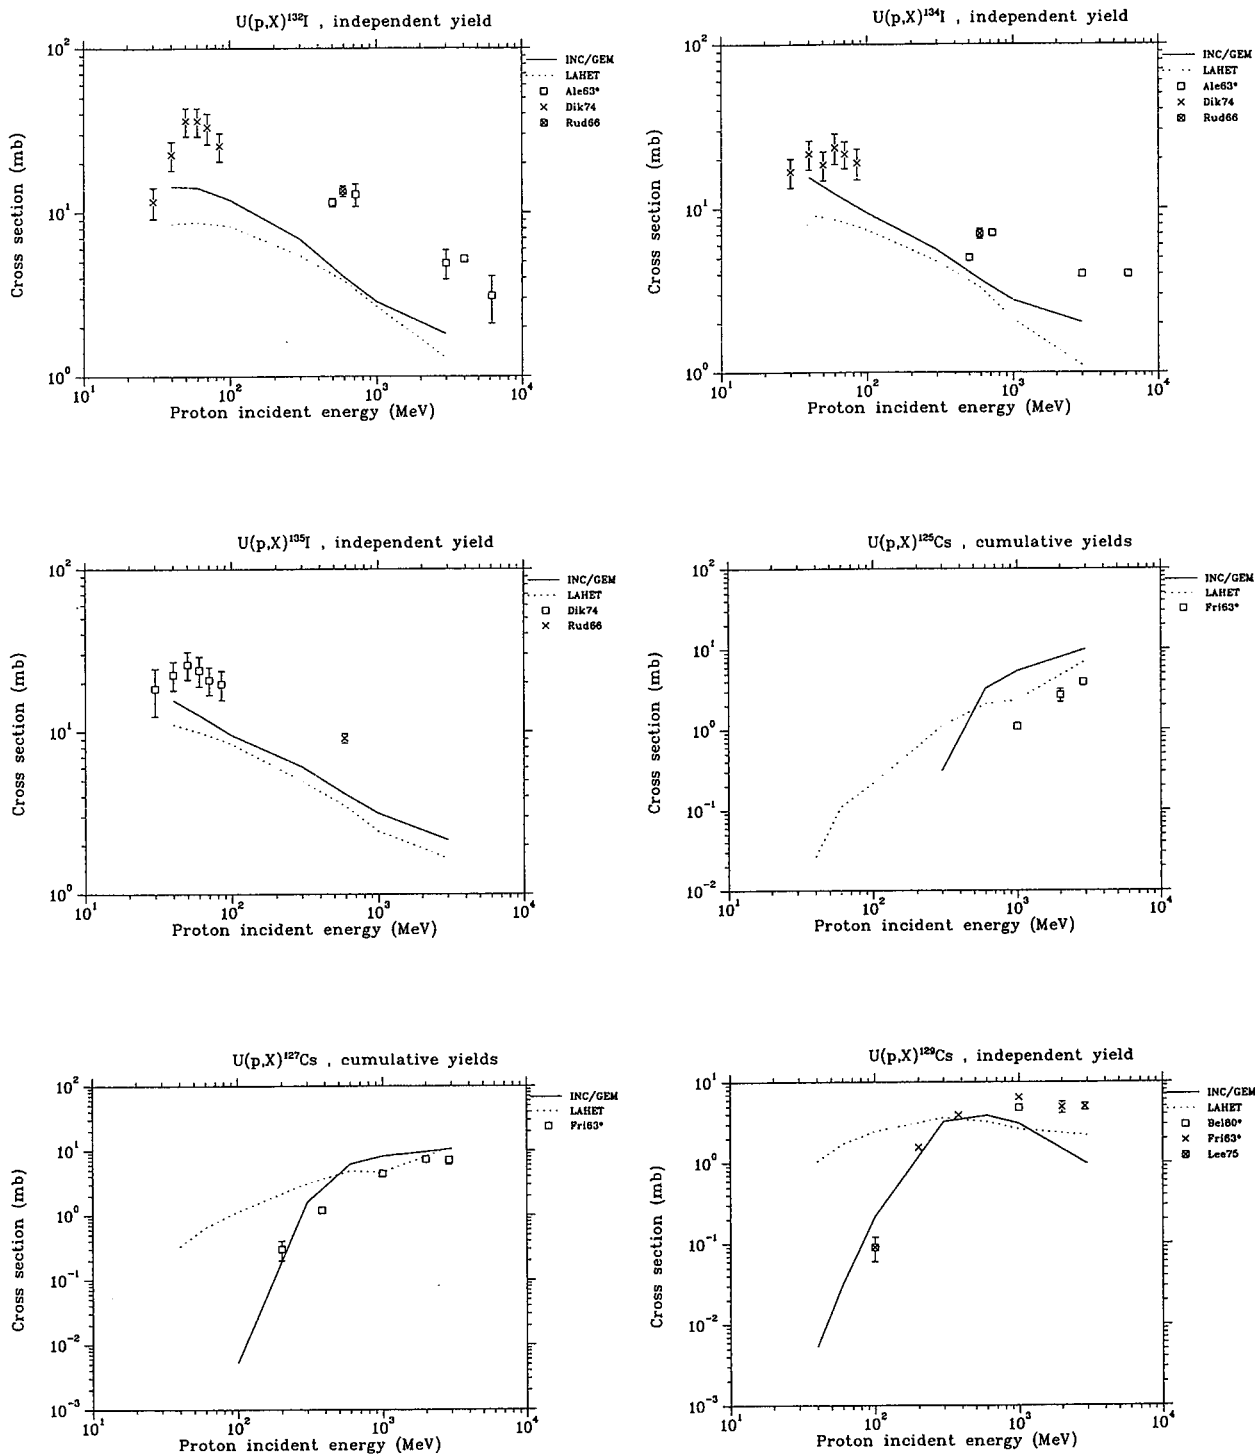 U(p,X)¹³²I , independent yield
10²
10¹
10⁰
Cross section (mb)
10¹
10²
10³
10⁴
Proton incident energy (MeV)
INC/GEM
LAHET
Ale63*
Dik74
Rud66
U(p,X)¹³⁴I , independent yield
10²
10¹
10⁰
Cross section (mb)
10¹
10²
10³
10⁴
Proton incident energy (MeV)
INC/GEM
LAHET
Ale63*
Dik74
Rud66
U(p,X)¹³⁵I , independent yield
10²
10¹
10⁰
Cross section (mb)
10¹
10²
10³
10⁴
Proton incident energy (MeV)
INC/GEM
LAHET
Dik74
Rud66
U(p,X)¹²⁵Cs , cumulative yields
10²
10¹
10⁰
10⁻¹
10⁻²
Cross section (mb)
10¹
10²
10³
10⁴
Proton incident energy (MeV)
INC/GEM
LAHET
Fri63*
U(p,X)¹²⁷Cs , cumulative yields
10²
10¹
10⁰
10⁻¹
10⁻²
10⁻³
Cross section (mb)
10¹
10²
10³
10⁴
Proton incident energy (MeV)
INC/GEM
LAHET
Fri63*
U(p,X)¹²⁹Cs , independent yield
10¹
10⁰
10⁻¹
10⁻²
10⁻³
Cross section (mb)
10¹
10²
10³
10⁴
Proton incident energy (MeV)
INC/GEM
LAHET
Bel80*
Fri63*
Lee75